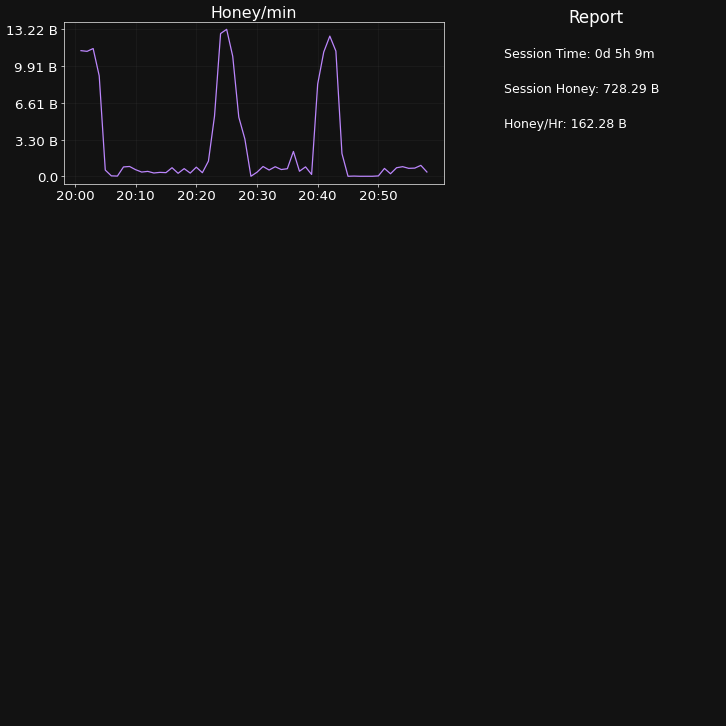 Honey/min
13.22 B
9.91 B
6.61 B
3.30 B
0.0
20:00 20:10 20:20 20:30 20:40 20:50
Report
Session Time: 0d 5h 9m
Session Honey: 728.29 B
Honey/Hr: 162.28 B